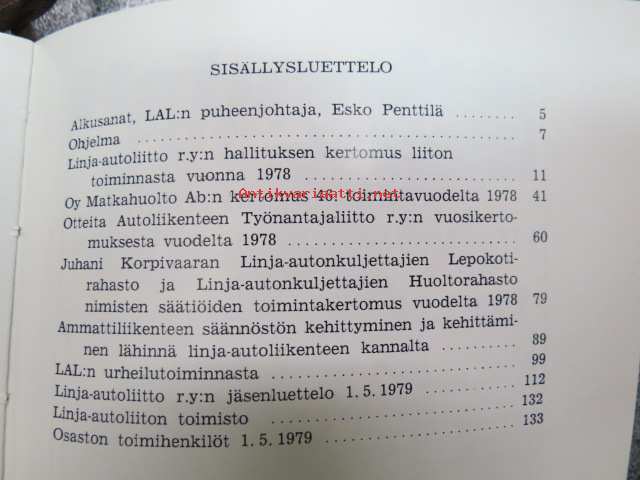 SISÄLLYSLUETTELO
Alkusanat, LAL:n puheenjohtaja, Esko Penttilä ........ 5
Ohjelma ........ 7
Linja-autoliitto r.y:n hallituksen kertomus liiton
toiminnasta vuonna 1978 ........ 11
Oy Matkahuolto Ab:n kertomus 46. toimintavuodelta 1978 41
Antikvariaatti.net
Otteita Autoliikenteen Työnantajaliitto r.y:n vuosikerto-
muksesta vuodelta 1978 ........ 60
Juhani Korpivaaran Linja-autonkuljettajien Lepokoti-
rahasto ja Linja-autonkuljettajien Huoltorahasto
nimisten säätiöiden toimintakertomus vuodelta 1978 79
Ammattiliikenteen säännöstön kehittyminen ja kehittämi-
nen lähinnä linja-autoliikenteen kannalta ........ 89
LAL:n urheilutoiminnasta ........ 99
Linja-autoliitto r.y:n jäsenluettelo 1.5.1979 ........ 112
Linja-autoliiton toimisto ........ 132
Osaston toimihenkilöt 1.5.1979 ........ 133